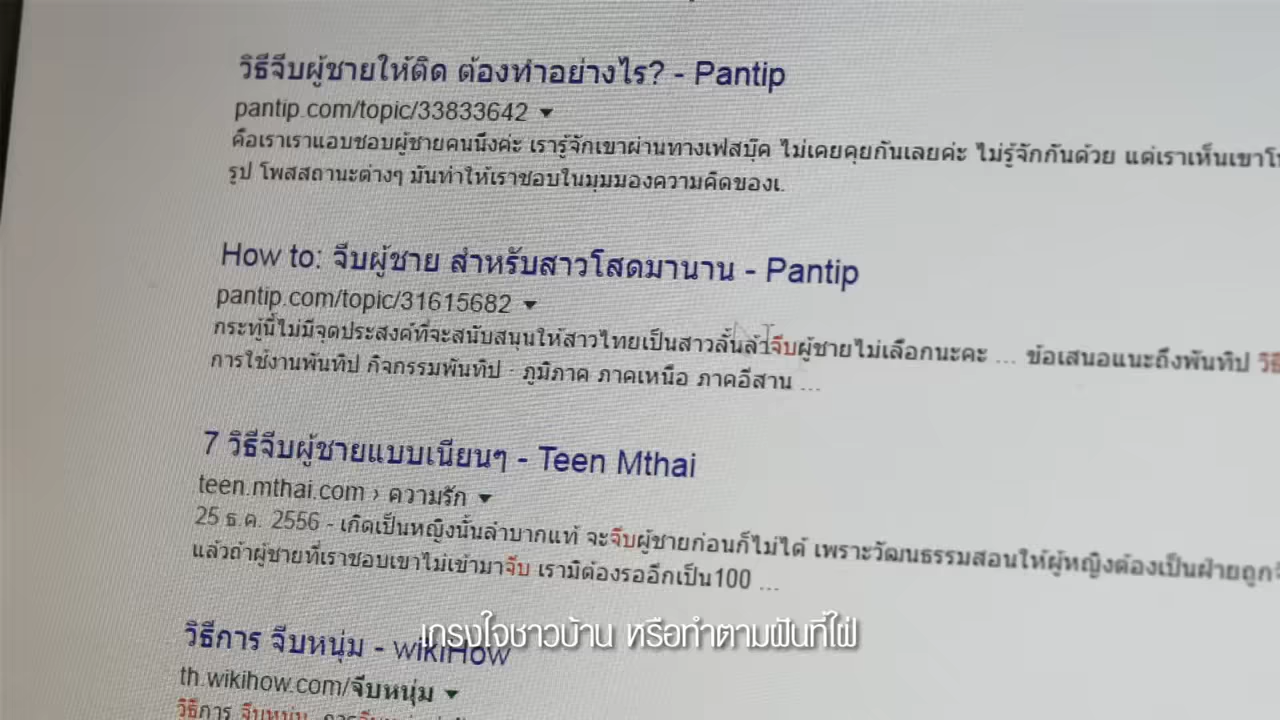 วิธีจีบผู้ชายให้ติด ต้องทำอย่างไร? - Pantip
pantip.com/topic/33833642
คือเราเราแอบชอบผู้ชายคนนึงค่ะ เรารู้จักเขาผ่านทางเฟสบุ๊ค ไม่เคยคุยกันเลยค่ะ ไม่รู้จักกันด้วย แต่เราเห็นเขา
รูป โพสสถานะต่างๆ มันทำให้เราชอบในมุมมองความคิดของเ.
How to: จีบผู้ชาย สำหรับสาวโสดมานาน - Pantip
pantip.com/topic/31615682
กระทู้นี้ไม่มีจุดประสงค์ที่จะสนับสนุนให้สาวไทยเป็นสาวลั้นล้าจีบผู้ชายไม่เลือกนะคะ ... ข้อเสนอแนะถึงพันทิป
การใช้งานพันทิป กิจกรรมพันทิป · ภูมิภาค ภาคเหนือ ภาคอีสาน ...
7 วิธีจีบผู้ชายแบบเนียนๆ - Teen Mthai
teen.mthai.com › ความรัก
25 ธ.ค. 2556 - เกิดเป็นหญิงนั้นลำบากแท้ จะจีบผู้ชายก่อนก็ไม่ได้ เพราะวัฒนธรรมสอนให้ผู้หญิงต้องเป็นฝ่ายถูก
แล้วถ้าผู้ชายที่เราชอบเขาไม่เข้ามาจีบ เรามิต้องรออีกเป็น100 ...
วิธีการ จีบหนุ่ม - wikiHow
เกรงใจชาวบ้าน หรือทำตามฝันที่ใฝ่
th.wikihow.com/จีบหนุ่ม
วิธีการ จีบหนุ่ม